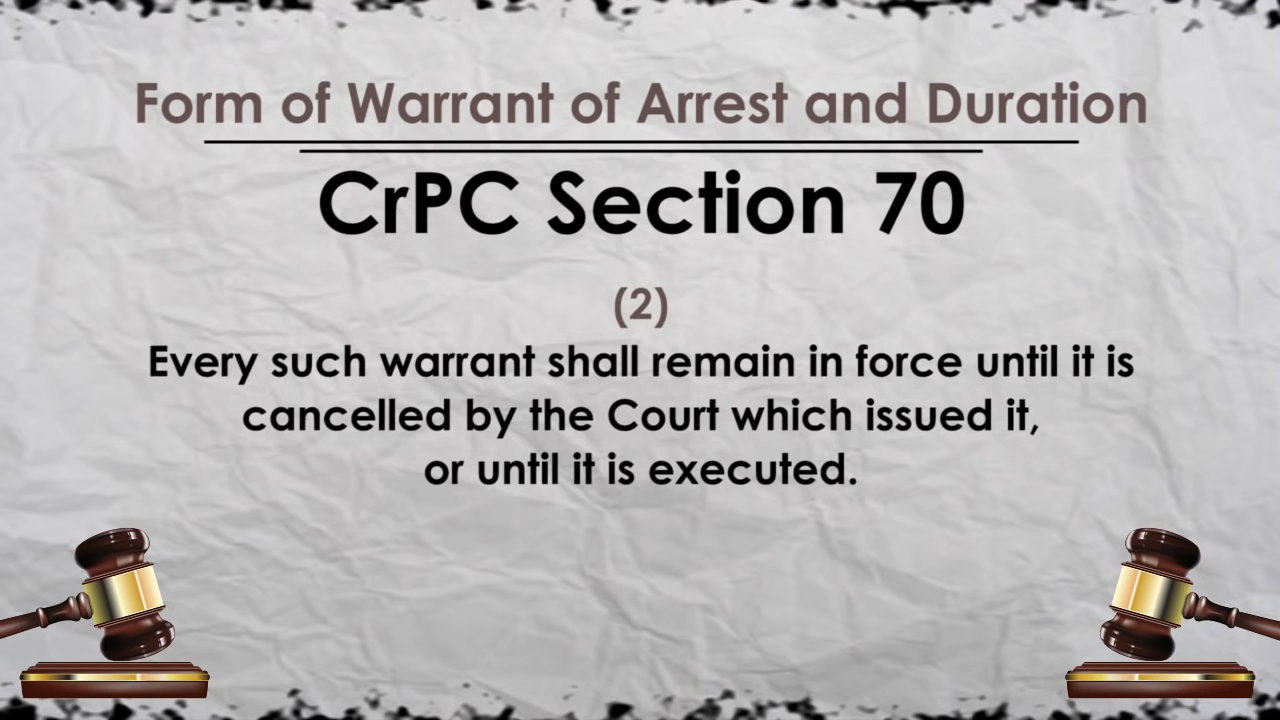 Form of Warrant of Arrest and Duration
CrPC Section 70
(2)
Every such warrant shall remain in force until it is
cancelled by the Court which issued it,
or until it is executed.